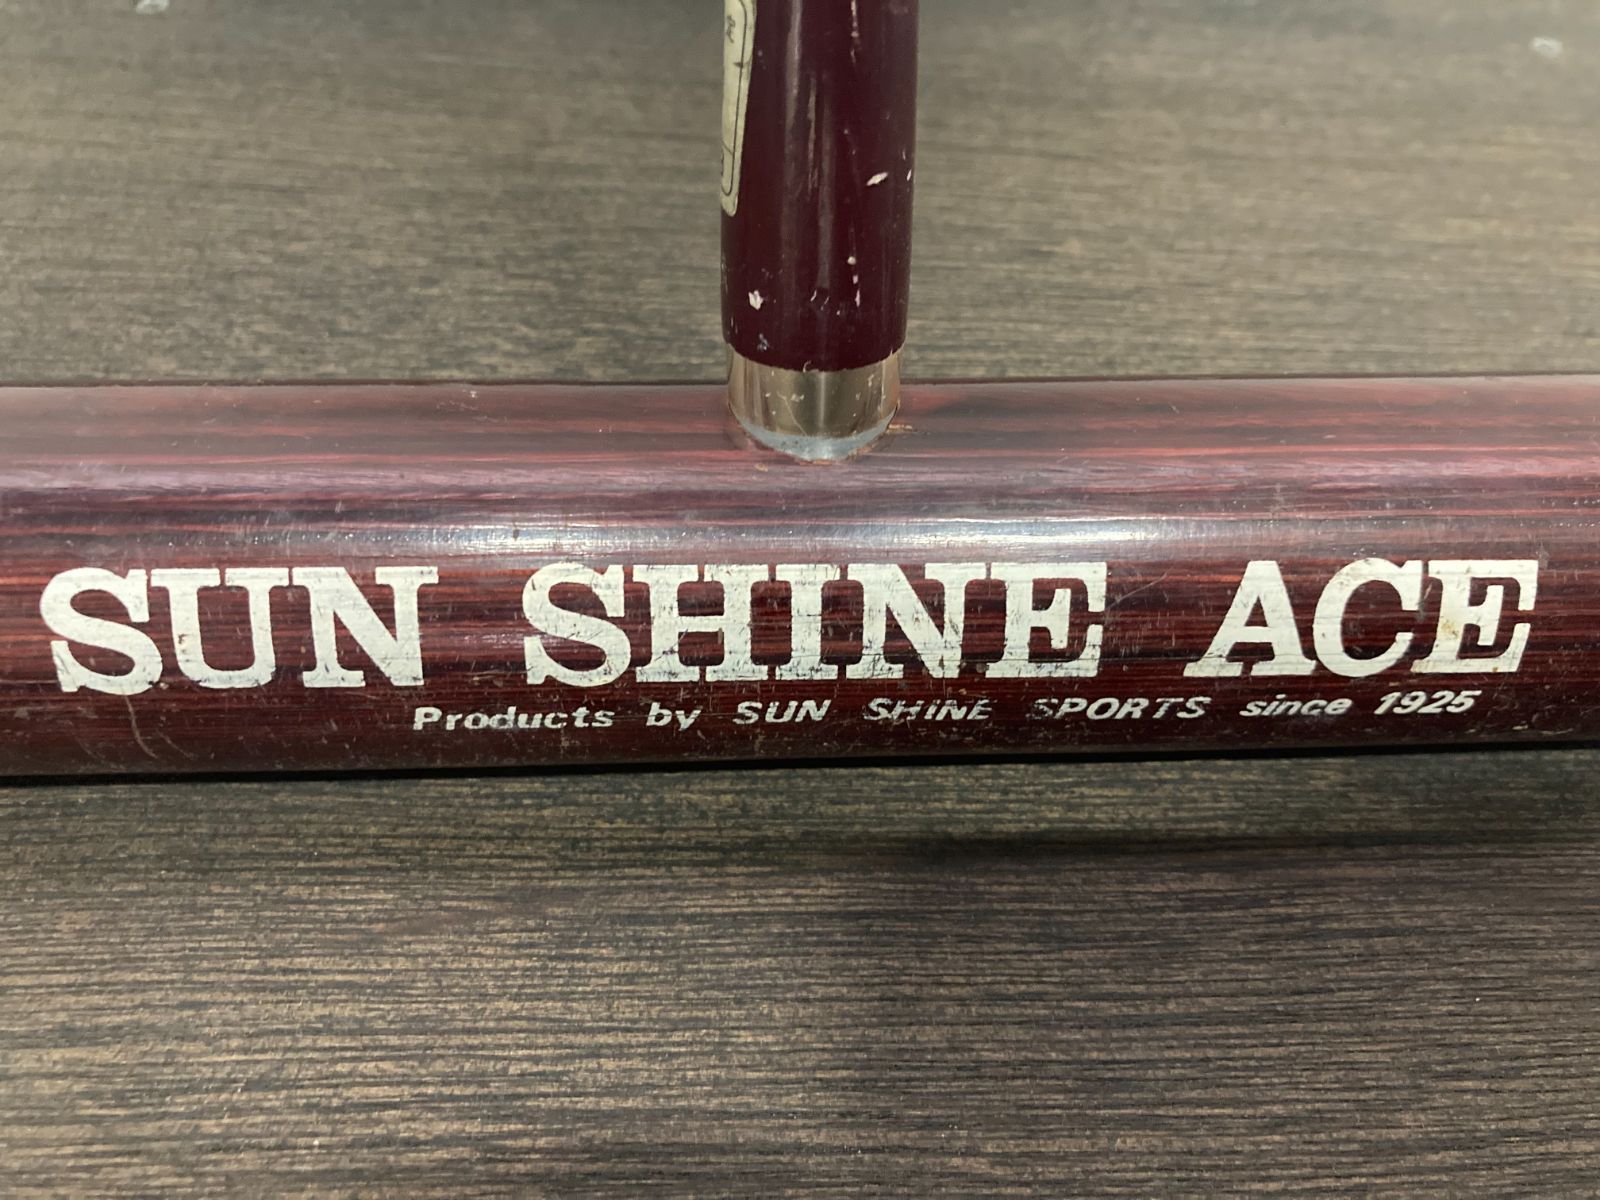 SUN SHINE ACE
Products by SUN SHINE SPORTS since 1925